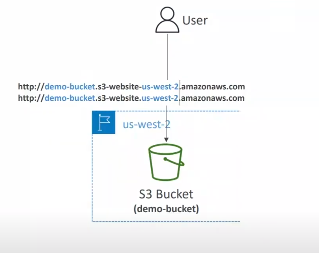 User
http://demo-bucket.s3-website-us-west-2.amazonaws.com
http://demo-bucket.s3-website.us-west-2.amazonaws.com
us-west-2
S3 Bucket
(demo-bucket)